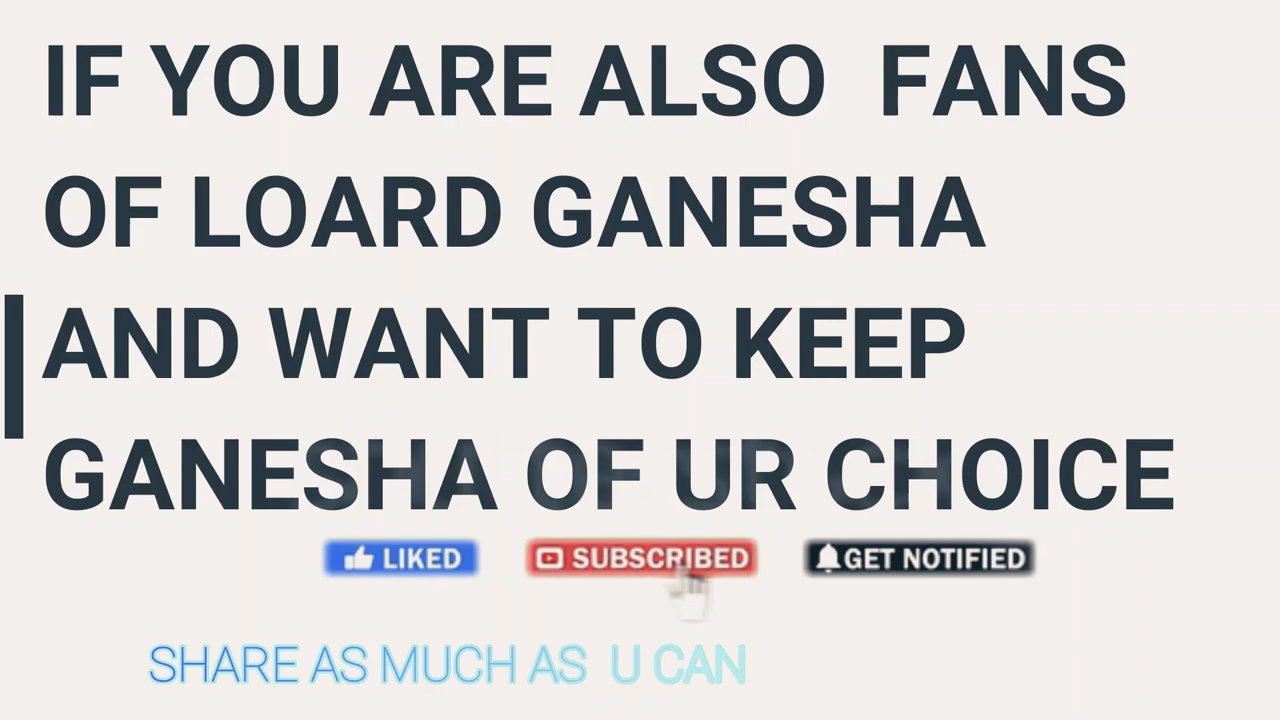 IF YOU ARE ALSO FANS
OF LOARD GANESHA
AND WANT TO KEEP
GANESHA OF UR CHOICE
LIKED SUBSCRIBED GET NOTIFIED
SHARE AS MUCH AS U CAN